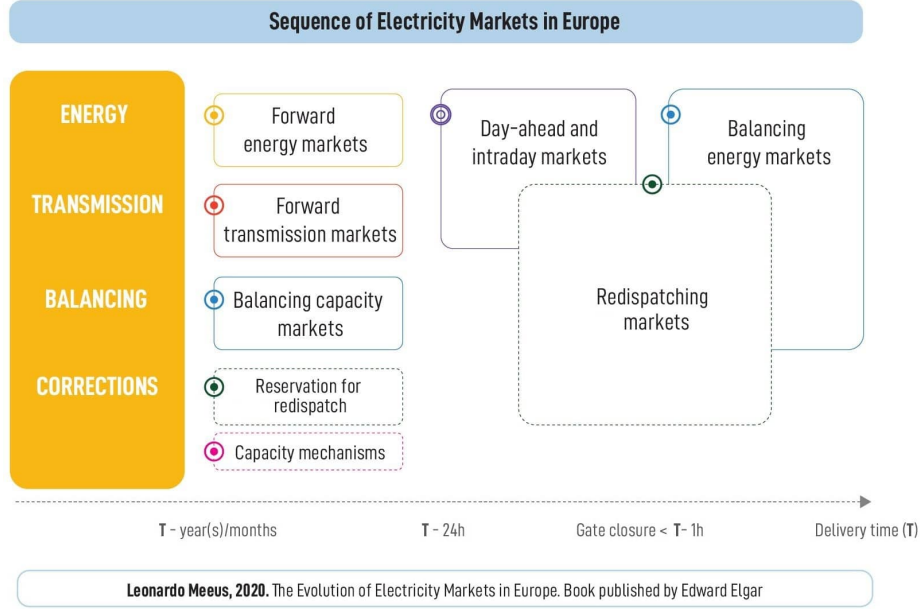 Sequence of Electricity Markets in Europe
ENERGY
Forward
energy markets
Day-ahead and
intraday markets
Balancing
energy markets
TRANSMISSION
Forward
transmission markets
BALANCING
Balancing capacity
markets
Redispatching
markets
CORRECTIONS
Reservation for
redispatch
Capacity mechanisms
T - year(s)/months
T - 24h
Gate closure < T- 1h
Delivery time (T)
Leonardo Meeus, 2020. The Evolution of Electricity Markets in Europe. Book published by Edward Elgar